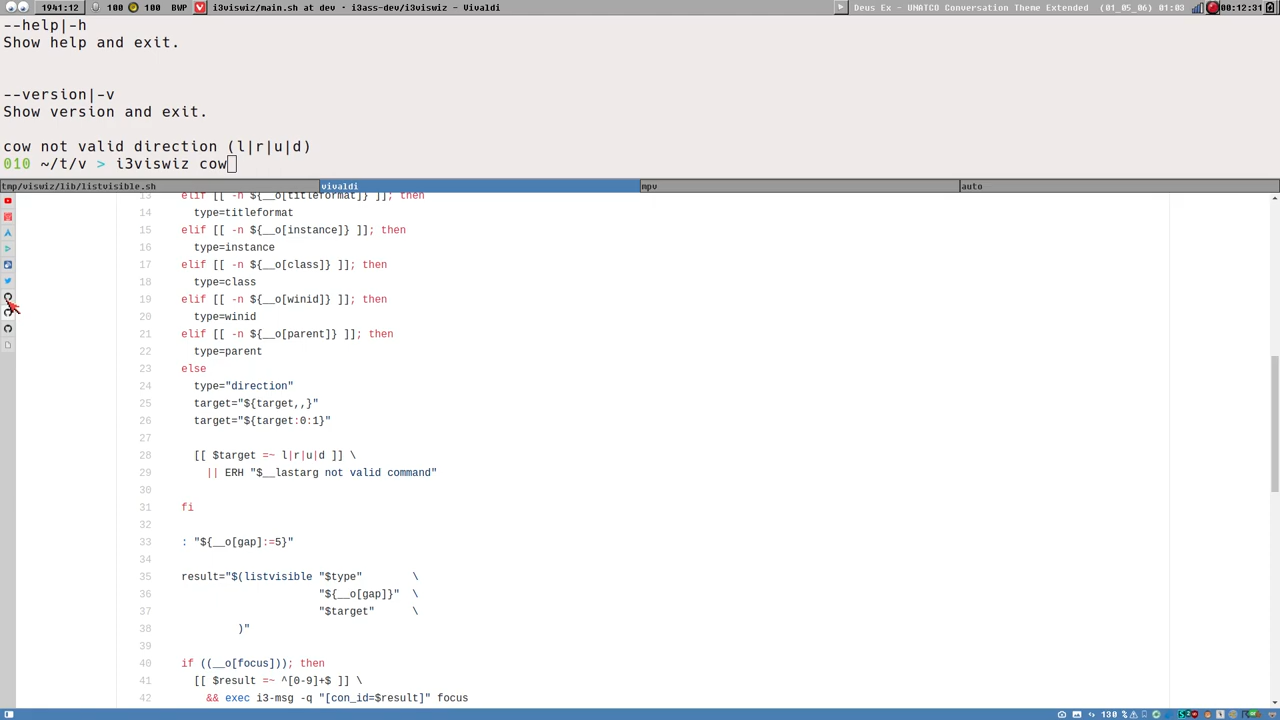 1941:12 100 100 BWP i3viswiz/main.sh at dev · i3ass-dev/i3viswiz - Vivaldi Deus Ex - UNATCO Conversation Theme Extended (01_05_06) 01:03 00:12:31
--help|-h
Show help and exit.
--version|-v
Show version and exit.
cow not valid direction (l|r|u|d)
010 ~/t/v > i3viswiz cow
tmp/viswiz/lib/listvisible.sh vivaldi mpv auto
13 elif [[ -n ${__o[titleformat]} ]]; then
14 type=titleformat
15 elif [[ -n ${__o[instance]} ]]; then
16 type=instance
17 elif [[ -n ${__o[class]} ]]; then
18 type=class
19 elif [[ -n ${__o[winid]} ]]; then
20 type=winid
21 elif [[ -n ${__o[parent]} ]]; then
22 type=parent
23 else
24 type="direction"
25 target="${target,,}"
26 target="${target:0:1}"
27
28 [[ $target =~ l|r|u|d ]] \
29 || ERH "$__lastarg not valid command"
30
31 fi
32
33 : "${__o[gap]:=5}"
34
35 result="$(listvisible "$type" \
36 "${__o[gap]}" \
37 "$target" \
38 )"
39
40 if ((__o[focus])); then
41 [[ $result =~ ^[0-9]+$ ]] \
42 && exec i3-msg -q "[con_id=$result]" focus
130 %